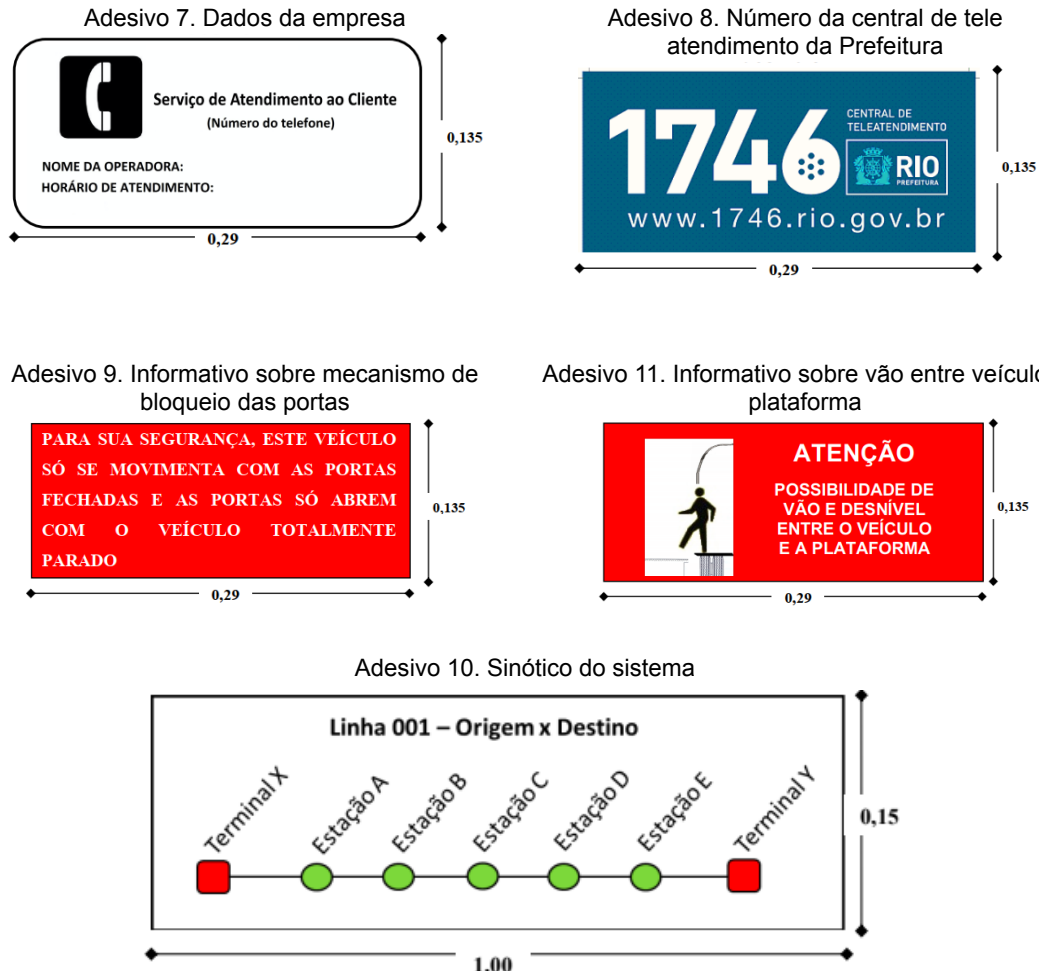 Adesivo 7. Dados da empresa
Serviço de Atendimento ao Cliente
(Número do telefone)
NOME DA OPERADORA:
HORÁRIO DE ATENDIMENTO:
0,135
0,29
Adesivo 8. Número da central de tele
atendimento da Prefeitura
1746
CENTRAL DE
TELEATENDIMENTO
RIO
PREFEITURA
www.1746.rio.gov.br
0,135
0,29
Adesivo 9. Informativo sobre mecanismo de
bloqueio das portas
PARA SUA SEGURANÇA, ESTE VEÍCULO
SÓ SE MOVIMENTA COM AS PORTAS
FECHADAS E AS PORTAS SÓ ABREM
COM O VEÍCULO TOTALMENTE
PARADO
0,135
0,29
Adesivo 11. Informativo sobre vão entre veículo
plataforma
ATENÇÃO
POSSIBILIDADE DE
VÃO E DESNÍVEL
ENTRE O VEÍCULO
E A PLATAFORMA
0,135
0,29
Adesivo 10. Sinótico do sistema
Linha 001 – Origem x Destino
Terminal X
Estação A
Estação B
Estação C
Estação D
Estação E
Terminal Y
0,15
1,00